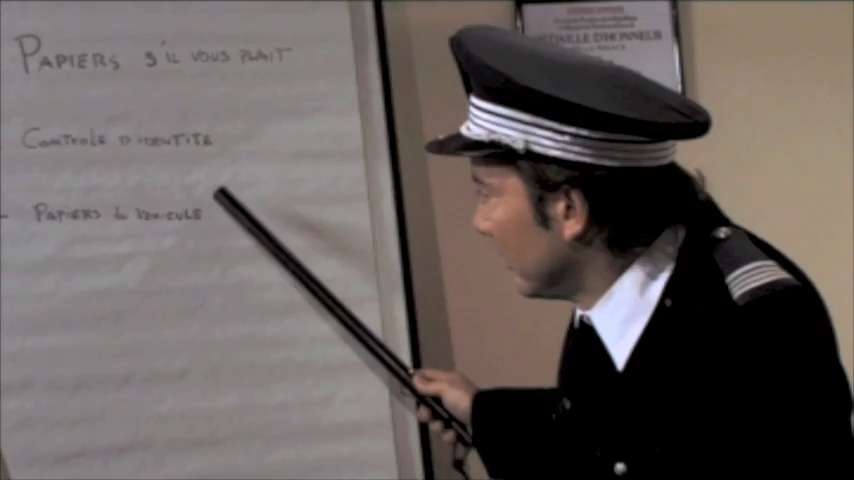 PAPIERS S'IL VOUS PLAIT
CONTROLE D'IDENTITE
- PAPIERS du VEHICULE.
MEDAILLE D'HONNEUR